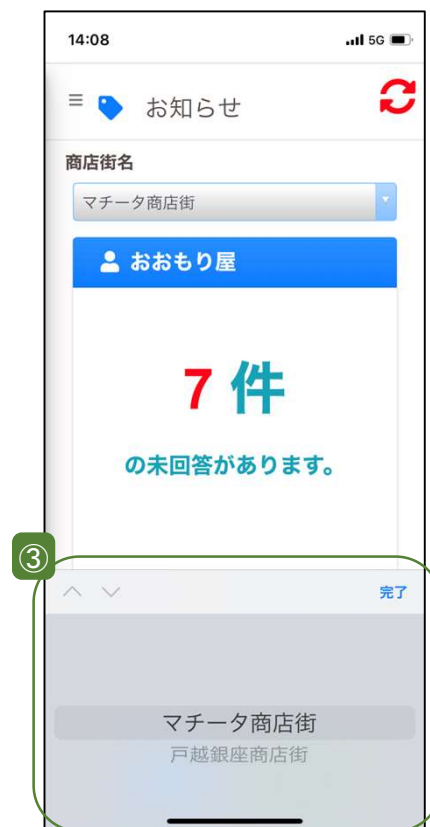 14:08 5G
お知らせ
商店街名
マチータ商店街
おおもり屋
7 件
の未回答があります。
③
完了
マチータ商店街
戸越銀座商店街